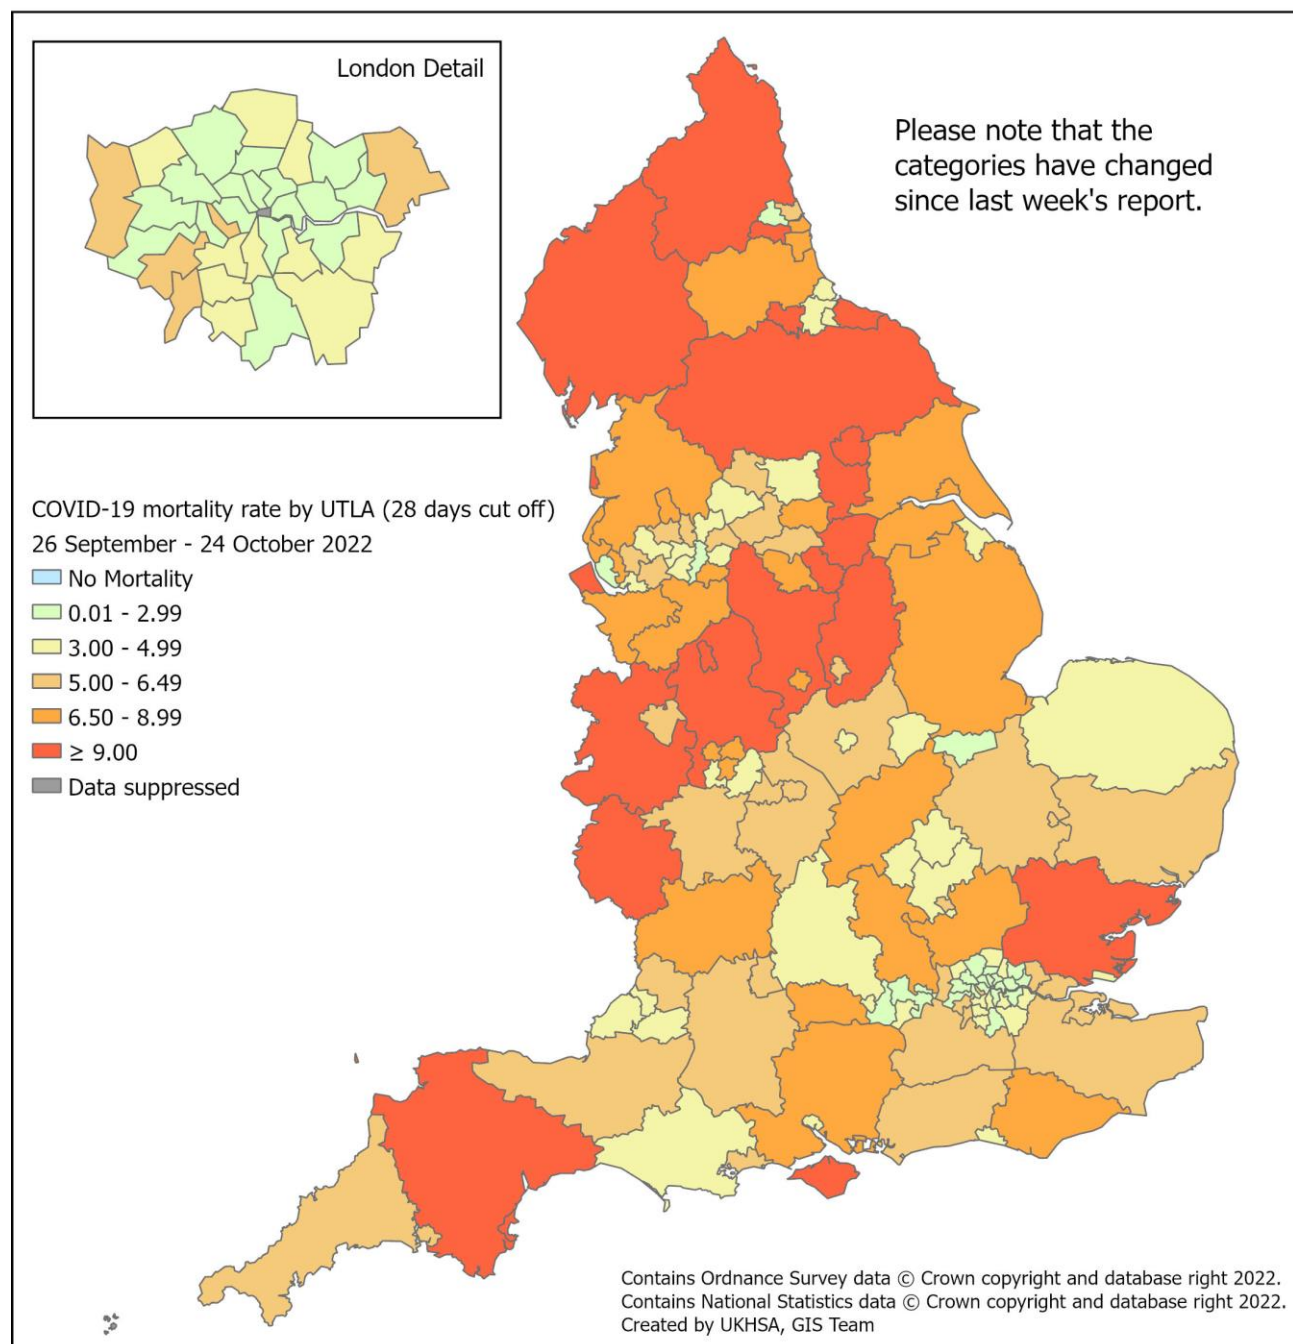 London Detail
Please note that the
categories have changed
since last week's report.
COVID-19 mortality rate by UTLA (28 days cut off)
26 September - 24 October 2022
No Mortality
0.01 - 2.99
3.00 - 4.99
5.00 - 6.49
6.50 - 8.99
≥ 9.00
Data suppressed
Contains Ordnance Survey data © Crown copyright and database right 2022.
Contains National Statistics data © Crown copyright and database right 2022.
Created by UKHSA, GIS Team